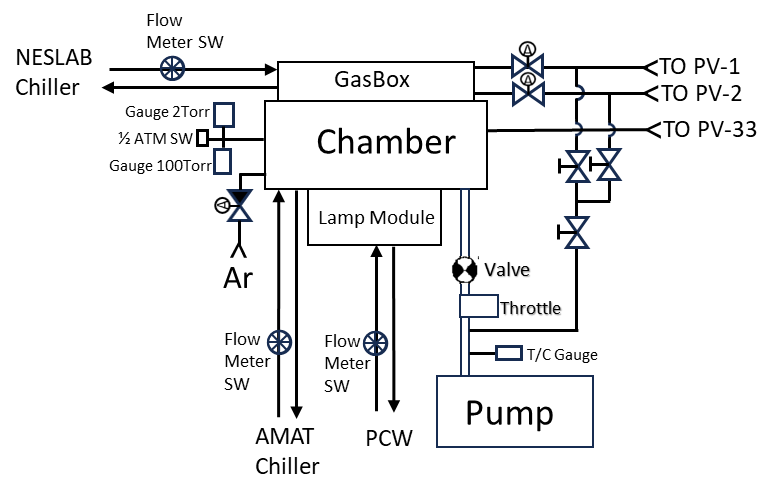 Flow
Meter SW
NESLAB
Chiller
GasBox
A
A
TO PV-1
TO PV-2
TO PV-33
Gauge 2Torr
½ ATM SW
Gauge 100Torr
Chamber
A
Ar
Lamp Module
Valve
Throttle
T/C Gauge
Flow
Meter
SW
Flow
Meter
SW
AMAT
Chiller
PCW
Pump